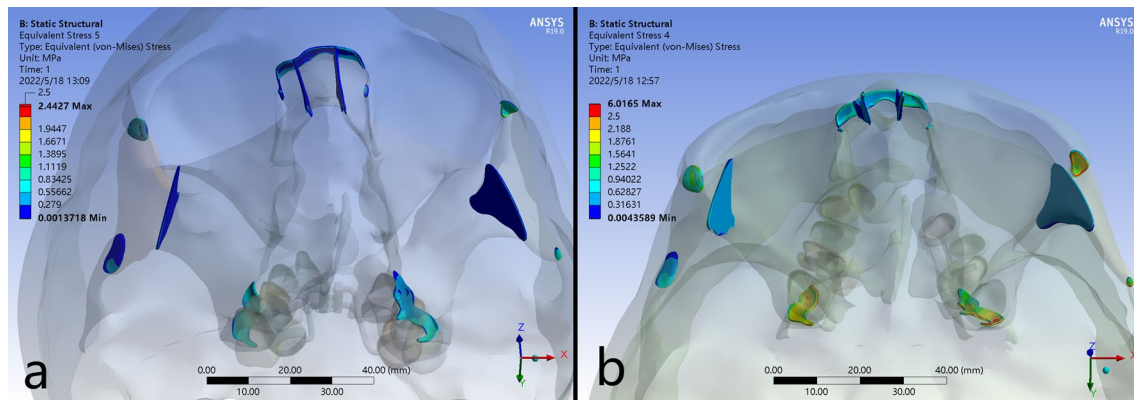 B: Static Structural
Equivalent Stress 5
Type: Equivalent (von-Mises) Stress
Unit: MPa
Time: 1
2022/5/18 13:09
2.5
2.4427 Max
1.9447
1.6671
1.3895
1.1119
0.83425
0.55662
0.279
0.0013718 Min
ANSYS
R19.0
Z
X
Y
0.00 20.00 40.00 (mm)
10.00 30.00
a
B: Static Structural
Equivalent Stress 4
Type: Equivalent (von-Mises) Stress
Unit: MPa
Time: 1
2022/5/18 12:57
6.0165 Max
2.5
2.188
1.8761
1.5641
1.2522
0.94022
0.62827
0.31631
0.0043589 Min
ANSYS
R19.0
Z
X
Y
0.00 20.00 40.00 (mm)
10.00 30.00
b